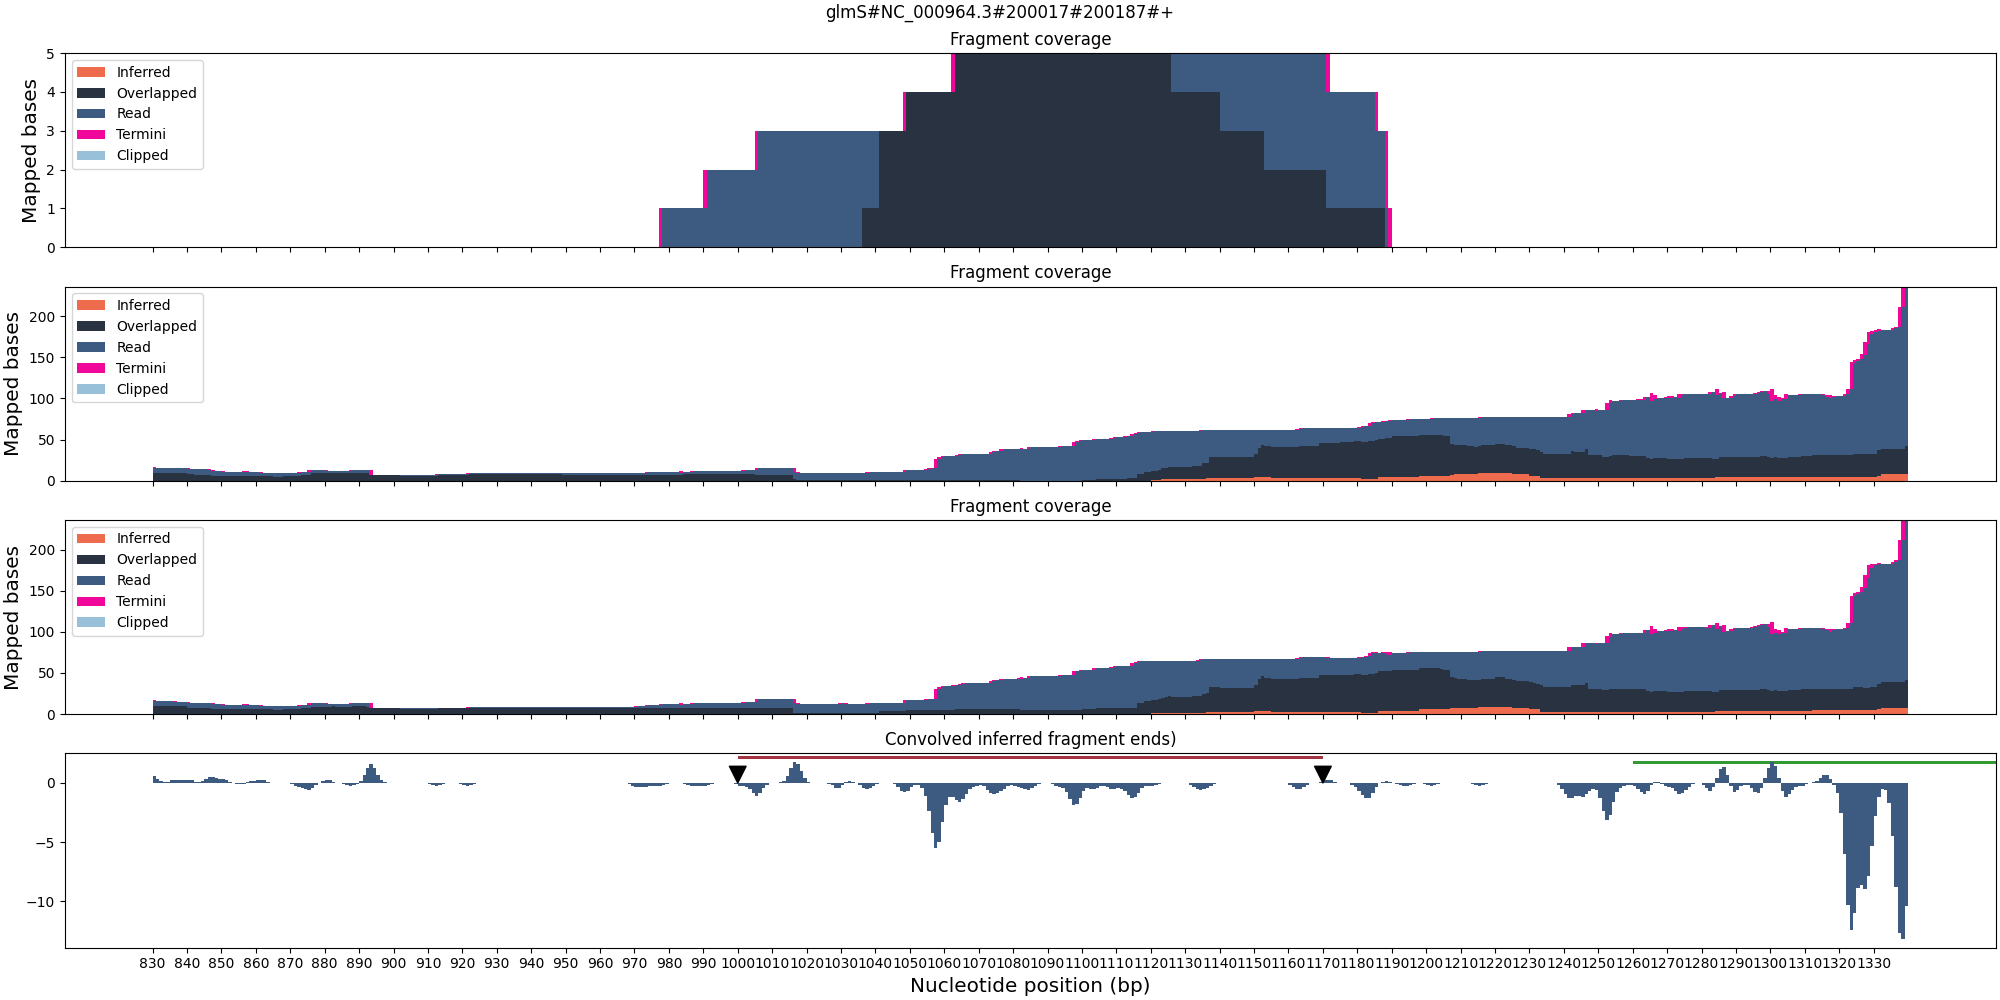 glmS#NC_000964.3#200017#200187#+
Fragment coverage
Mapped bases
5
4
3
2
1
0
Inferred
Overlapped
Read
Termini
Clipped
Fragment coverage
Mapped bases
200
150
100
50
0
Inferred
Overlapped
Read
Termini
Clipped
Fragment coverage
Mapped bases
200
150
100
50
0
Inferred
Overlapped
Read
Termini
Clipped
Convolved inferred fragment ends)
0
−5
−10
830 840 850 860 870 880 890 900 910 920 930 940 950 960 970 980 990 1000 1010 1020 1030 1040 1050 1060 1070 1080 1090 1100 1110 1120 1130 1140 1150 1160 1170 1180 1190 1200 1210 1220 1230 1240 1250 1260 1270 1280 1290 1300 1310 1320 1330
Nucleotide position (bp)